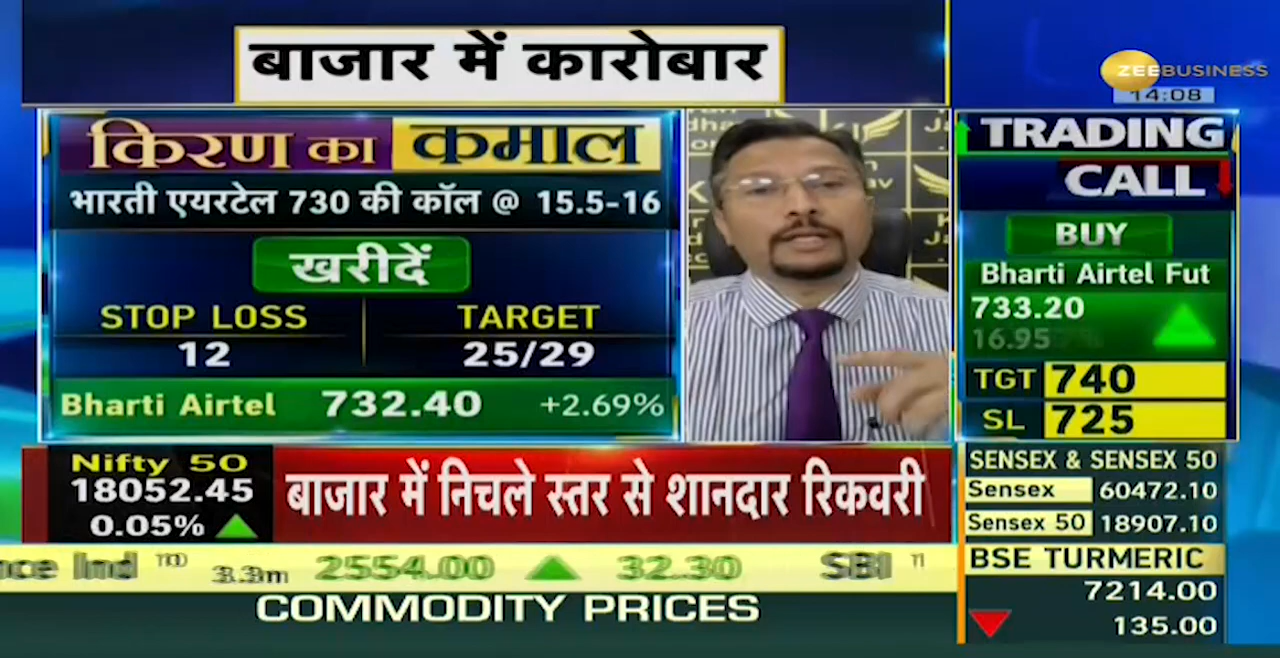 बाजार में कारोबार
ZEEBUSINESS
14:08
किरण का कमाल
भारती एयरटेल 730 की कॉल @ 15.5-16
खरीदें
STOP LOSS
TARGET
12
25/29
Bharti Airtel 732.40 +2.69%
TRADING
CALL
BUY
Bharti Airtel Fut
733.20
16.95
TGT 740
SL 725
Nifty 50
18052.45
0.05%
बाजार में निचले स्तर से शानदार रिकवरी
SENSEX & SENSEX 50
Sensex 60472.10
Sensex 50 18907.10
BSE TURMERIC
7214.00
135.00
nce Ind 3.3m 2554.00 32.30 SBI
COMMODITY PRICES